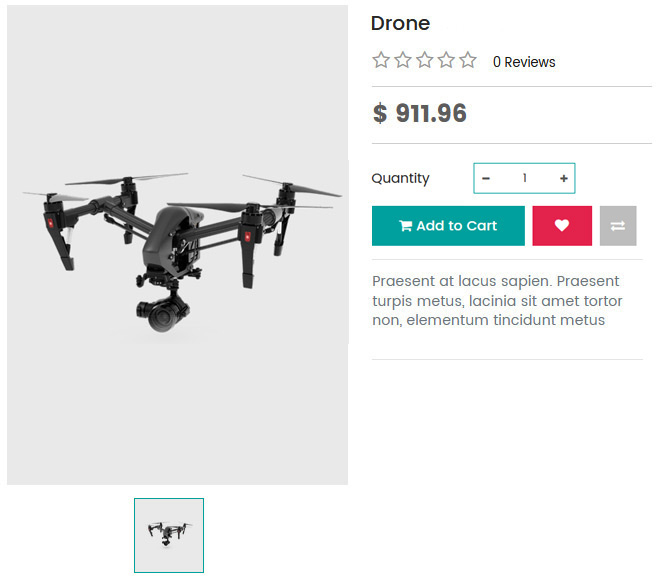 Drone
0 Reviews
$ 911.96
Quantity
- 1 +
Add to Cart
Praesent at lacus sapien. Praesent
turpis metus, lacinia sit amet tortor
non, elementum tincidunt metus